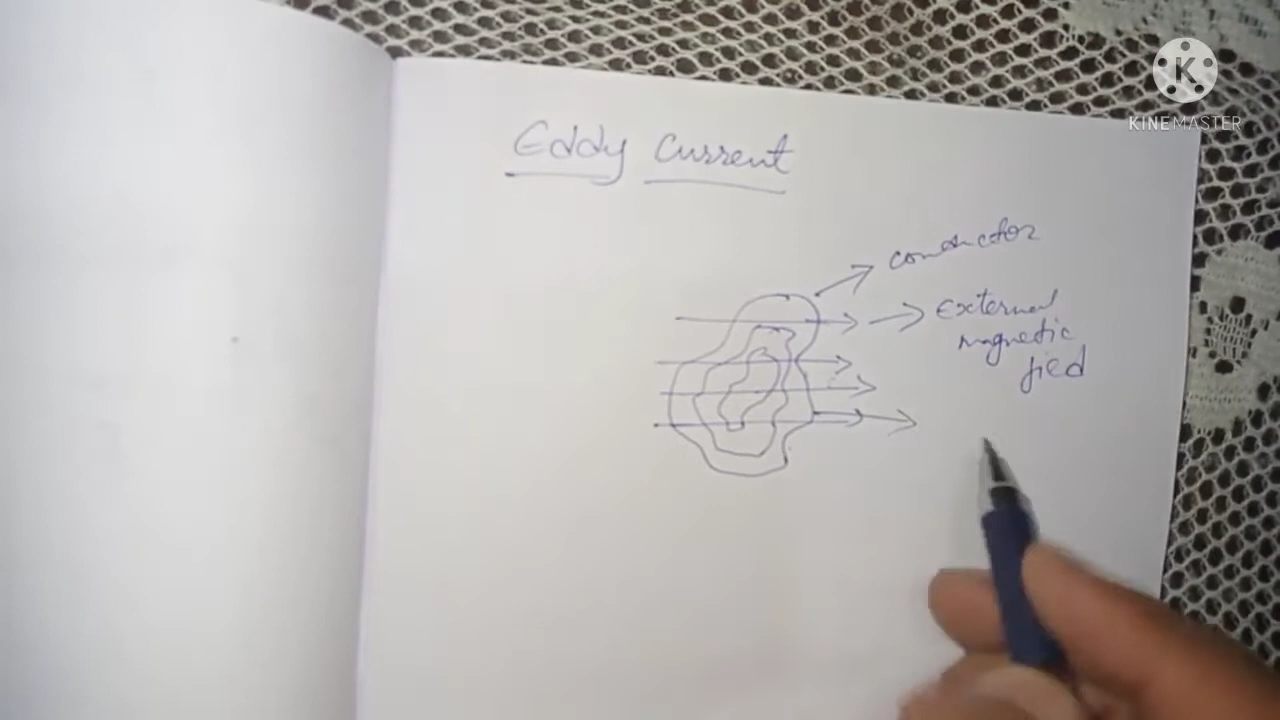 Eddy Current
conductor
External
magnetic
field
KINEMASTER